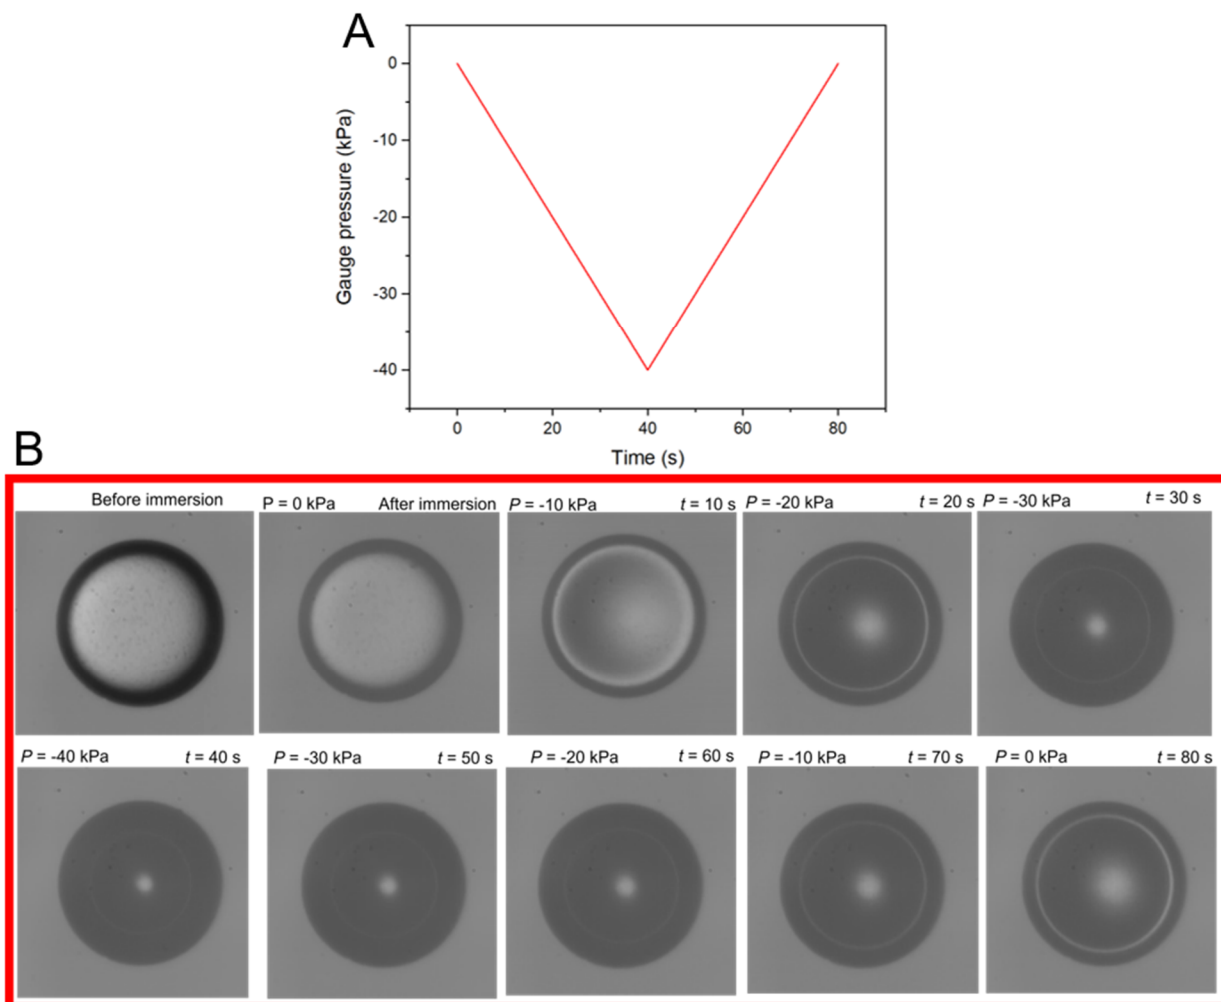 A
Gauge pressure (kPa)
0
-10
-20
-30
-40
0 20 40 60 80
Time (s)
B
Before immersion P = 0 kPa After immersion P = -10 kPa t = 10 s P = -20 kPa t = 20 s P = -30 kPa t = 30 s
P = -40 kPa t = 40 s P = -30 kPa t = 50 s P = -20 kPa t = 60 s P = -10 kPa t = 70 s P = 0 kPa t = 80 s